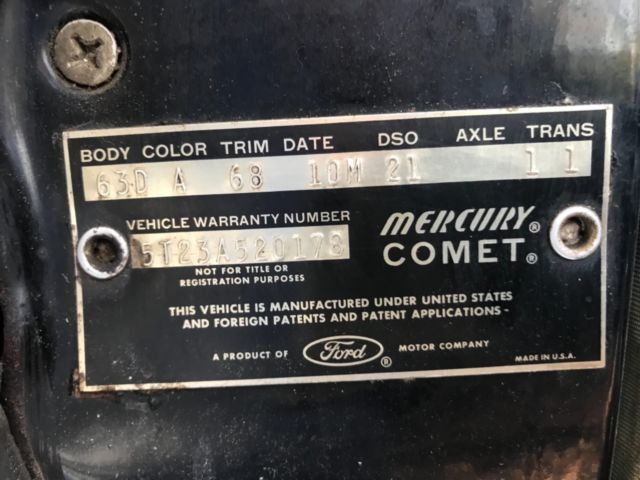 BODY COLOR TRIM DATE DSO AXLE TRANS
63D A 68 10M 21 1 1
VEHICLE WARRANTY NUMBER
5T23A520178
NOT FOR TITLE OR
REGISTRATION PURPOSES
MERCURY®
COMET®
THIS VEHICLE IS MANUFACTURED UNDER UNITED STATES
AND FOREIGN PATENTS AND PATENT APPLICATIONS-
A PRODUCT OF Ford® MOTOR COMPANY
MADE IN U.S.A.